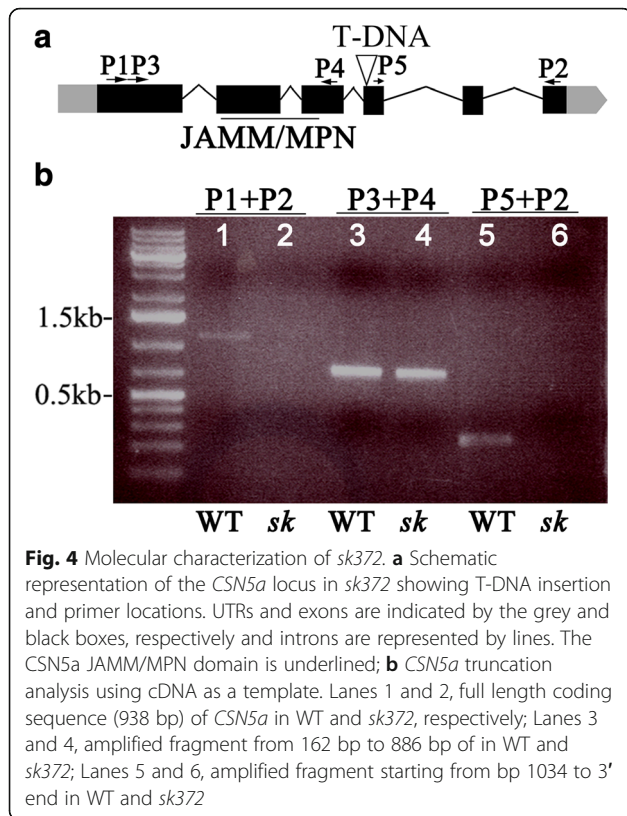 a
T-DNA
P1P3
P4
P5
P2
JAMM/MPN
b
P1+P2 P3+P4 P5+P2
1 2 3 4 5 6
1.5kb-
0.5kb-
WT sk WT sk WT sk
Fig. 4 Molecular characterization of sk372. a Schematic
representation of the CSN5a locus in sk372 showing T-DNA insertion
and primer locations. UTRs and exons are indicated by the grey and
black boxes, respectively and introns are represented by lines. The
CSN5a JAMM/MPN domain is underlined; b CSN5a truncation
analysis using cDNA as a template. Lanes 1 and 2, full length coding
sequence (938 bp) of CSN5a in WT and sk372, respectively; Lanes 3
and 4, amplified fragment from 162 bp to 886 bp of in WT and
sk372; Lanes 5 and 6, amplified fragment starting from bp 1034 to 3′
end in WT and sk372